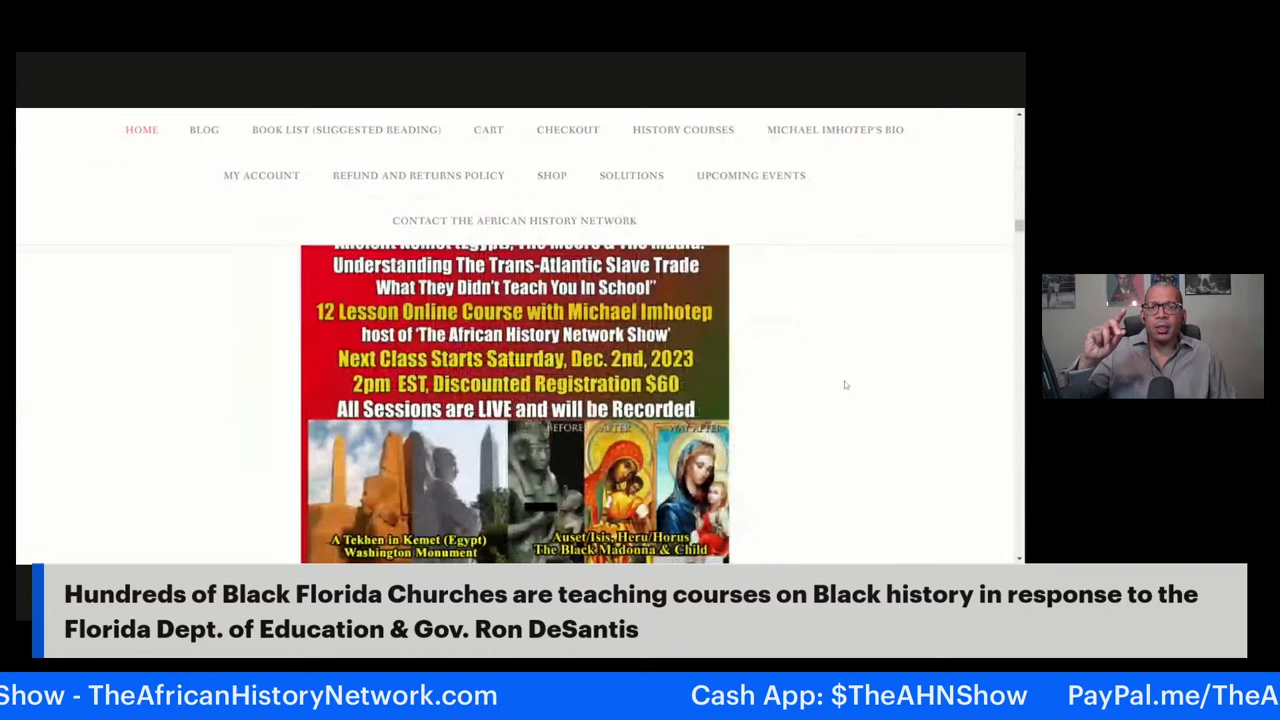 HOME BLOG BOOK LIST (SUGGESTED READING) CART CHECKOUT HISTORY COURSES MICHAEL IMHOTEP'S BIO
MY ACCOUNT REFUND AND RETURNS POLICY SHOP SOLUTIONS UPCOMING EVENTS
CONTACT THE AFRICAN HISTORY NETWORK
Understanding The Trans-Atlantic Slave Trade
What They Didn't Teach You In School"
12 Lesson Online Course with Michael Imhotep
host of 'The African History Network Show'
Next Class Starts Saturday, Dec. 2nd, 2023
2pm EST, Discounted Registration $60
All Sessions are LIVE and will be Recorded
BEFORE AFTER WAY AFTER
A Tekhen in Kemet (Egypt)
Washington Monument
Auset/Isis, Heru/Horus
The Black Madonna & Child
Hundreds of Black Florida Churches are teaching courses on Black history in response to the
Florida Dept. of Education & Gov. Ron DeSantis
Show - TheAfricanHistoryNetwork.com Cash App: $TheAHNShow PayPal.me/TheA